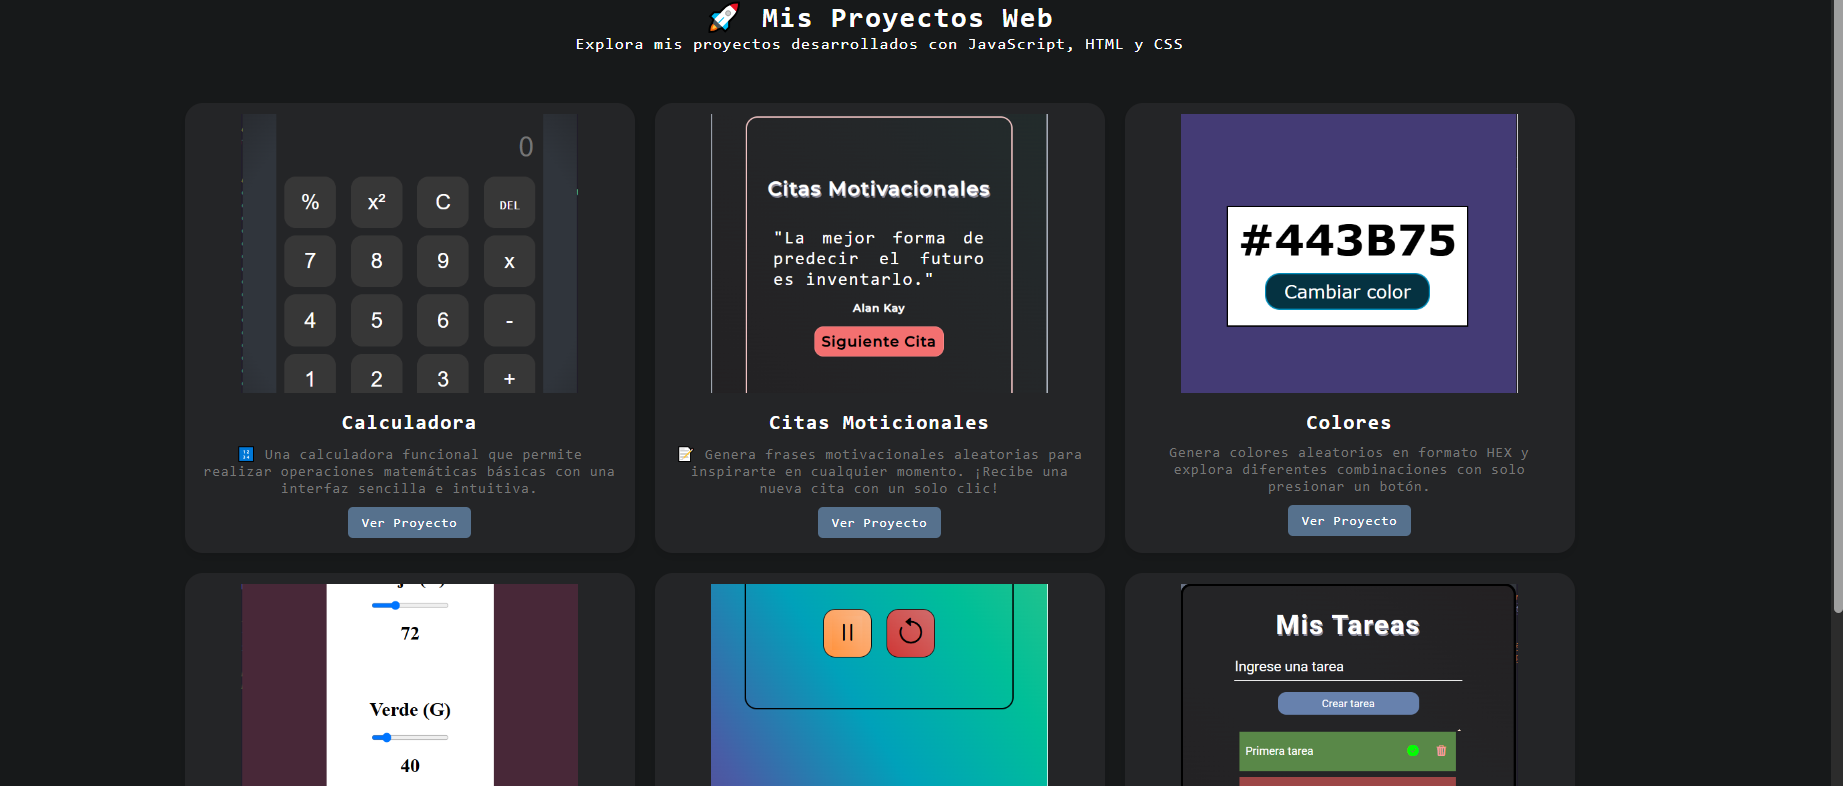 🚀 Mis Proyectos Web
Explora mis proyectos desarrollados con JavaScript, HTML y CSS
0
% x² C DEL
7 8 9 x
4 5 6 -
1 2 3 +
Calculadora
🔢 Una calculadora funcional que permite
realizar operaciones matemáticas básicas con una
interfaz sencilla e intuitiva.
Ver Proyecto
Citas Motivacionales
"La mejor forma de
predecir el futuro
es inventarlo."
Alan Kay
Siguiente Cita
Citas Moticionales
📝 Genera frases motivacionales aleatorias para
inspirarte en cualquier momento. ¡Recibe una
nueva cita con un solo clic!
Ver Proyecto
#443B75
Cambiar color
Colores
Genera colores aleatorios en formato HEX y
explora diferentes combinaciones con solo
presionar un botón.
Ver Proyecto
72
Verde (G)
40
Mis Tareas
Ingrese una tarea
Crear tarea
Primera tarea